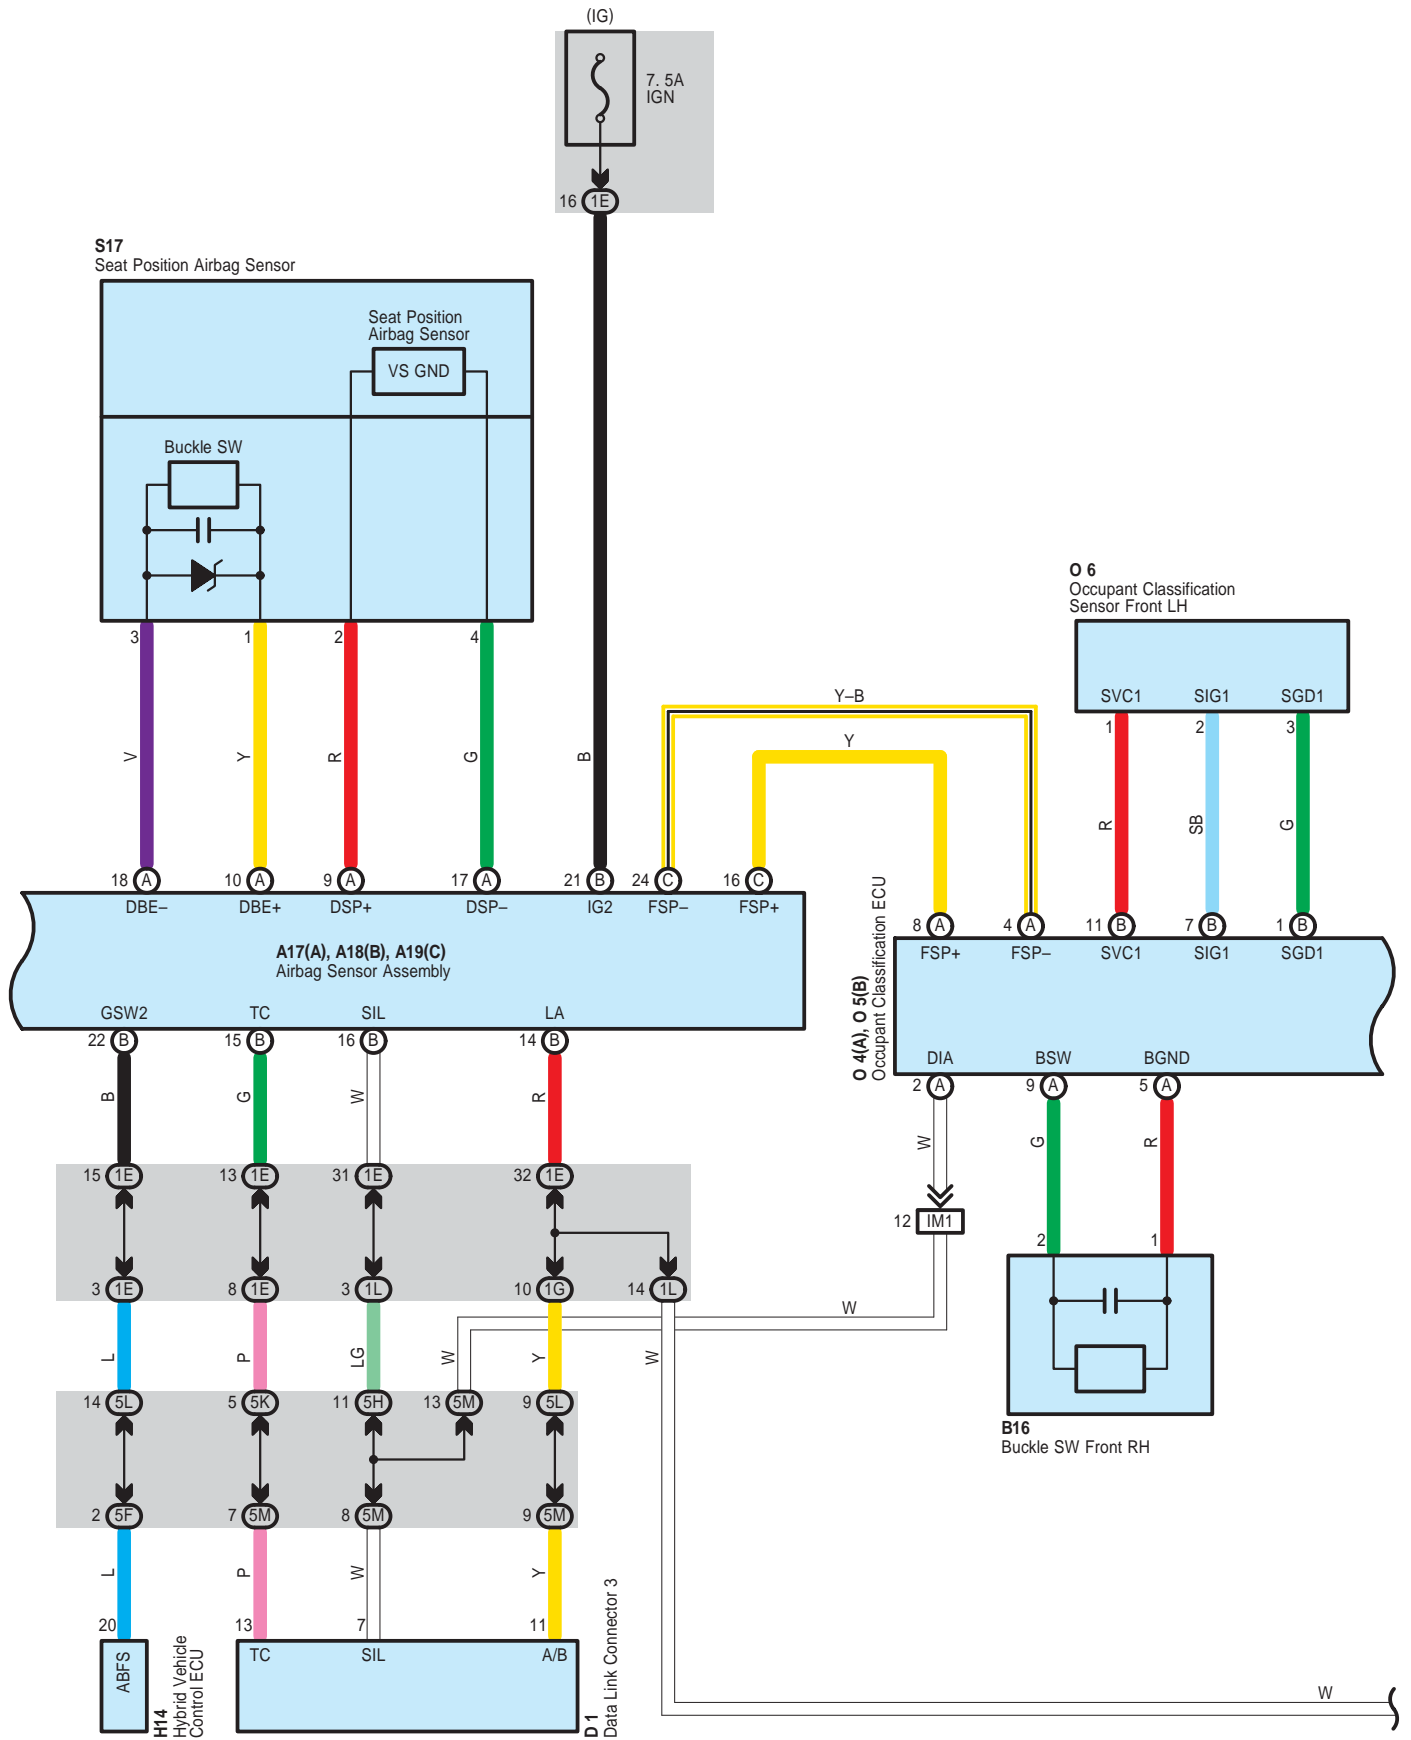 (IG)
7. 5A
IGN
16 1E
S17
Seat Position Airbag Sensor
Seat Position
Airbag Sensor
VS GND
Buckle SW
3 1 2 4
O 6
Occupant Classification
Sensor Front LH
SVC1 SIG1 SGD1
1 2 3
Y–B
Y
V Y R G B
R SB G
18 A 10 A 9 A 17 A 21 B 24 C 16 C
DBE– DBE+ DSP+ DSP– IG2 FSP– FSP+
A17(A), A18(B), A19(C)
Airbag Sensor Assembly
GSW2 TC SIL LA
22 B 15 B 16 B 14 B
8 A 4 A 11 B 7 B 1 B
FSP+ FSP– SVC1 SIG1 SGD1
O 4(A), O 5(B)
Occupant Classification ECU
DIA BSW BGND
2 A 9 A 5 A
B G W R
W G R
15 1E 13 1E 31 1E 32 1E
12 IM1
2 1
3 1E 8 1E 3 1L 10 1G 14 1L
W
L P LG W Y W
14 5L 5 5K 11 5H 13 5M 9 5L
B16
Buckle SW Front RH
2 5F 7 5M 8 5M 9 5M
L P W Y
20 13 7 11
ABFS
H14
Hybrid Vehicle
Control ECU
TC SIL A/B
D 1
Data Link Connector 3
W